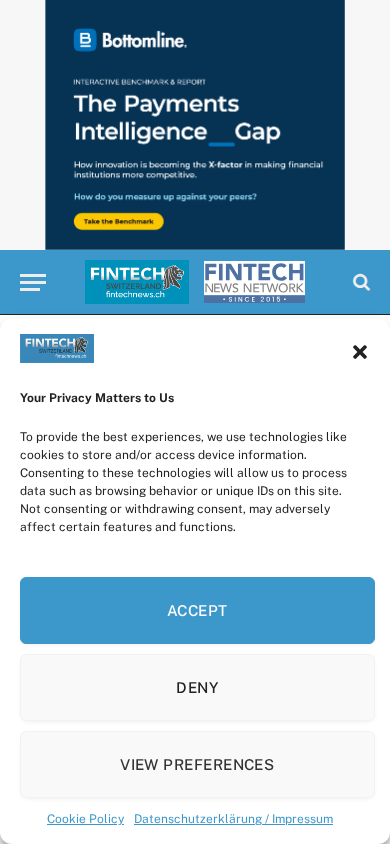 Bottomline.
INTERACTIVE BENCHMARK & REPORT
The Payments
Intelligence__Gap
How innovation is becoming the X-factor in making financial
institutions more competitive.
How do you measure up against your peers?
Take the Benchmark
FINTECH
SWITZERLAND
fintechnews.ch
FINTECH
NEWS NETWORK
• SINCE 2015 •
FINTECH
SWITZERLAND
fintechnews.ch
Your Privacy Matters to Us
To provide the best experiences, we use technologies like
cookies to store and/or access device information.
Consenting to these technologies will allow us to process
data such as browsing behavior or unique IDs on this site.
Not consenting or withdrawing consent, may adversely
affect certain features and functions.
ACCEPT
DENY
VIEW PREFERENCES
Cookie Policy Datenschutzerklärung / Impressum